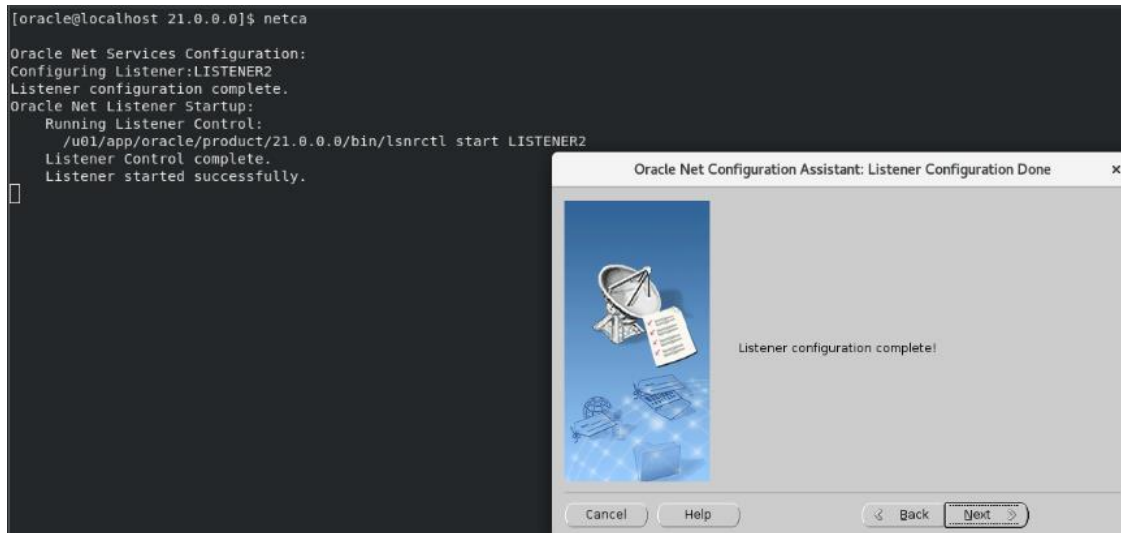 [oracle@localhost 21.0.0.0]$ netca
Oracle Net Services Configuration:
Configuring Listener:LISTENER2
Listener configuration complete.
Oracle Net Listener Startup:
Running Listener Control:
/u01/app/oracle/product/21.0.0.0/bin/lsnrctl start LISTENER2
Listener Control complete.
Listener started successfully.
Oracle Net Configuration Assistant: Listener Configuration Done
Listener configuration complete!
Cancel Help Back Next